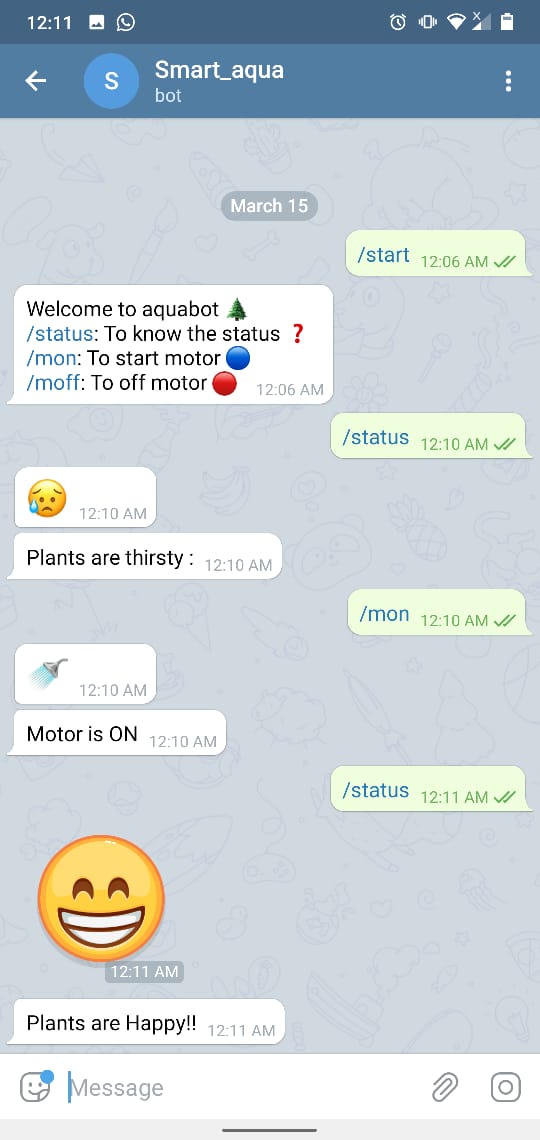 12:11
S
Smart_aqua
bot
March 15
/start 12:06 AM
Welcome to aquabot 🌲
/status: To know the status ❓
/mon: To start motor 🔵
/moff: To off motor 🔴 12:06 AM
/status 12:10 AM
😥 12:10 AM
Plants are thirsty : 12:10 AM
/mon 12:10 AM
🚿 12:10 AM
Motor is ON 12:10 AM
/status 12:11 AM
😁
12:11 AM
Plants are Happy!! 12:11 AM
Message